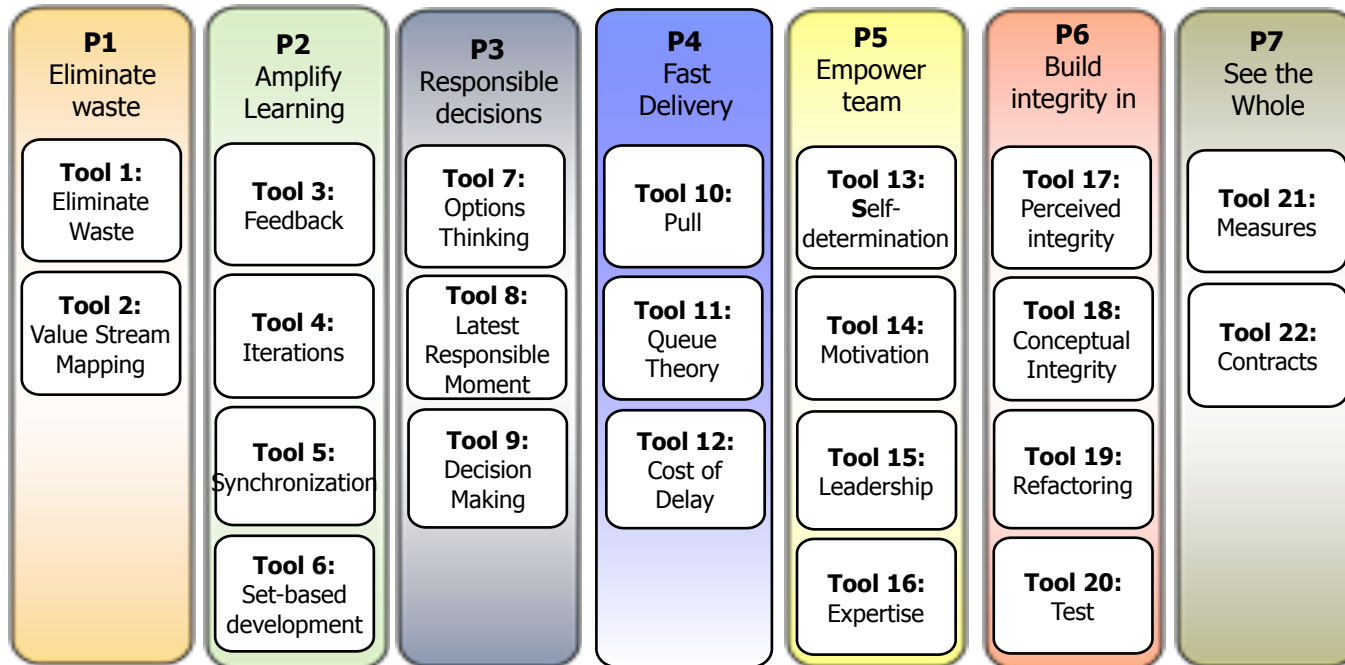 P1
Eliminate
waste
Tool 1:
Eliminate
Waste
Tool 2:
Value Stream
Mapping
P2
Amplify
Learning
Tool 3:
Feedback
Tool 4:
Iterations
Tool 5:
Synchronization
Tool 6:
Set-based
development
P3
Responsible
decisions
Tool 7:
Options
Thinking
Tool 8:
Latest
Responsible
Moment
Tool 9:
Decision
Making
P4
Fast
Delivery
Tool 10:
Pull
Tool 11:
Queue
Theory
Tool 12:
Cost of
Delay
P5
Empower
team
Tool 13:
Self-
determination
Tool 14:
Motivation
Tool 15:
Leadership
Tool 16:
Expertise
P6
Build
integrity in
Tool 17:
Perceived
integrity
Tool 18:
Conceptual
Integrity
Tool 19:
Refactoring
Tool 20:
Test
P7
See the
Whole
Tool 21:
Measures
Tool 22:
Contracts